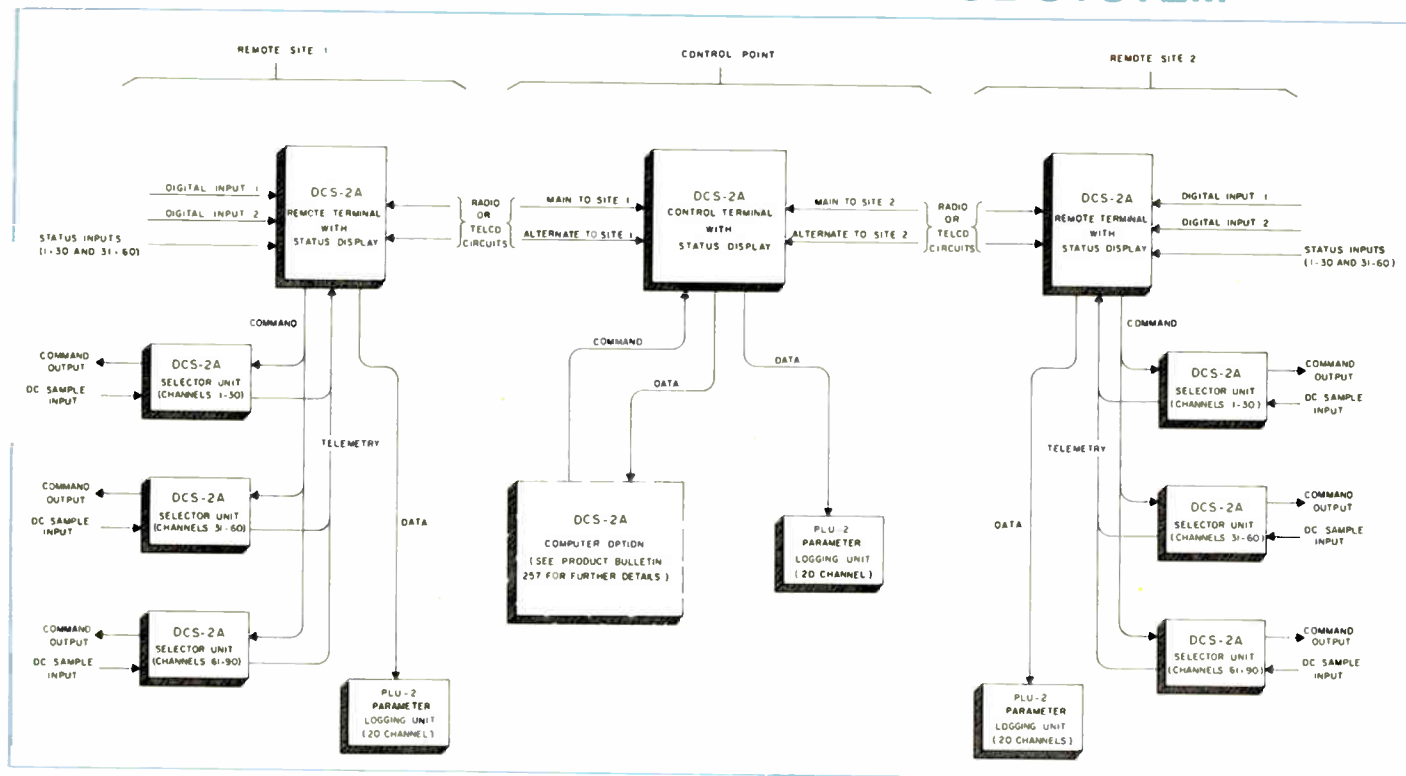 SYSTEM
REMOTE SITE 1
CONTROL POINT
REMOTE SITE 2
DIGITAL INPUT 1
DIGITAL INPUT 2
STATUS INPUTS
(1-30 AND 31-60)
DCS-2A
REMOTE TERMINAL
WITH
STATUS DISPLAY
RADIO
OR
TELCO
CIRCUITS
MAIN TO SITE 1
ALTERNATE TO SITE 1
DCS-2A
CONTROL TERMINAL
WITH
STATUS DISPLAY
MAIN TO SITE 2
ALTERNATE TO SITE 2
RADIO
OR
TELCO
CIRCUITS
DCS-2A
REMOTE TERMINAL
WITH
STATUS DISPLAY
DIGITAL INPUT 1
DIGITAL INPUT 2
STATUS INPUTS
(1-30 AND 31-60)
COMMAND
COMMAND
OUTPUT
DC SAMPLE
INPUT
DCS-2A
SELECTOR UNIT
(CHANNELS 1-30)
TELEMETRY
COMMAND
OUTPUT
DC SAMPLE
INPUT
DCS-2A
SELECTOR UNIT
(CHANNELS 31-60)
DATA
COMMAND
OUTPUT
DC SAMPLE
INPUT
DCS-2A
SELECTOR UNIT
(CHANNELS 61-90)
PLU-2
PARAMETER
LOGGING UNIT
(20 CHANNEL)
COMMAND
DATA
DATA
DCS-2A
COMPUTER OPTION
(SEE PRODUCT BULLETIN
257 FOR FURTHER DETAILS)
PLU-2
PARAMETER
LOGGING UNIT
(20 CHANNEL)
COMMAND
DCS-2A
SELECTOR UNIT
(CHANNELS 1-30)
COMMAND
OUTPUT
DC SAMPLE
INPUT
TELEMETRY
DCS-2A
SELECTOR UNIT
(CHANNELS 31-60)
COMMAND
OUTPUT
DC SAMPLE
INPUT
DATA
DCS-2A
SELECTOR UNIT
(CHANNELS 61-90)
COMMAND
OUTPUT
DC SAMPLE
INPUT
PLU-2
PARAMETER
LOGGING UNIT
(20 CHANNELS)